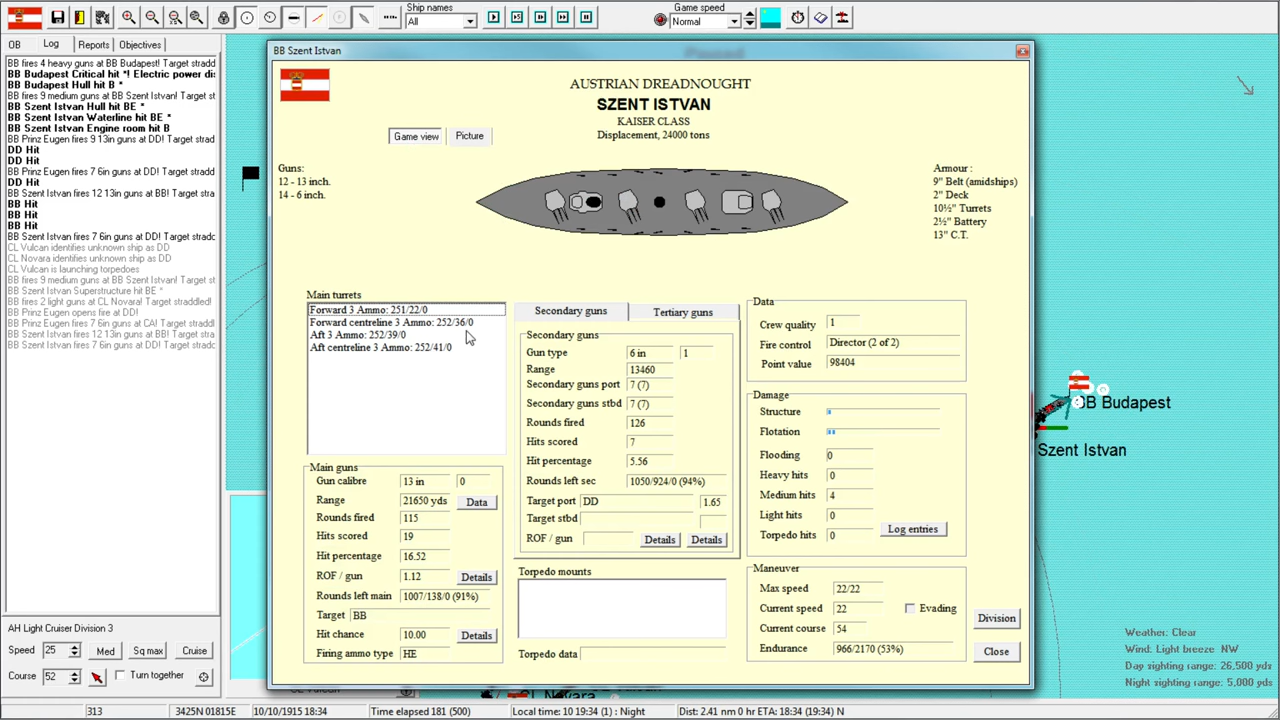 Ship names
All
Game speed
Normal
OB
Log
Reports
Objectives
BB fires 4 heavy guns at BB Budapest! Target stradd
BB Budapest Critical hit *! Electric power di
BB Budapest Hull hit B *
BB fires 9 medium guns at BB Szent Istvan! Target st
BB Szent Istvan Hull hit BE *
BB Szent Istvan Waterline hit BE *
BB Szent Istvan Engine room hit B
BB Prinz Eugen fires 9 13in guns at DD! Target stra
DD Hit
DD Hit
BB Prinz Eugen fires 7 6in guns at DD! Target stra
DD Hit
BB Szent Istvan fires 12 13in guns at BB! Target stra
BB Hit
BB Hit
BB Hit
BB Szent Istvan fires 7 6in guns at DD! Target stradd
CL Vulcan identifies unknown ship as DD
CL Novara identifies unknown ship as DD
CL Vulcan is launching torpedoes
BB fires 9 medium guns at BB Szent Istvan! Target st
BB Szent Istvan Superstructure hit HE *
BB fires 2 light guns at CL Novara! Target straddled!
BB Prinz Eugen opens fire at DD!
BB Prinz Eugen fires 7 6in guns at CA! Target stradd
BB Szent Istvan fires 12 13in guns at BB! Target stra
BB Szent Istvan fires 7 6in guns at DD! Target stradd
AH Light Cruiser Division 3
Speed
25
Med
Sq max
Cruise
Course
52
Turn together
Paused
BB Szent Istvan
AUSTRIAN DREADNOUGHT
SZENT ISTVAN
KAISER CLASS
Displacement, 24000 tons
Game view
Picture
Guns:
12 - 13 inch.
14 - 6 inch.
Armour :
9" Belt (amidships)
2" Deck
10½" Turrets
2½" Battery
13" C.T.
Main turrets
Forward 3 Ammo: 251/22/0
Forward centreline 3 Ammo: 252/36/0
Aft 3 Ammo: 252/39/0
Aft centreline 3 Ammo: 252/41/0
Main guns
Gun calibre 13 in 0
Range 21650 yds Data
Rounds fired 115
Hits scored 19
Hit percentage 16.52
ROF / gun 1.12 Details
Rounds left main 1007/138/0 (91%)
Target BB
Hit chance 10.00 Details
Firing ammo type HE
Secondary guns
Tertiary guns
Secondary guns
Gun type 6 in 1
Range 13460
Secondary guns port 7 (7)
Secondary guns stbd 7 (7)
Rounds fired 126
Hits scored 7
Hit percentage 5.56
Rounds left sec 1050/924/0 (94%)
Target port DD 1.65
Target stbd
ROF / gun Details Details
Torpedo mounts
Torpedo data
Data
Crew quality 1
Fire control Director (2 of 2)
Point value 98404
Damage
Structure
Flotation
Flooding 0
Heavy hits 0
Medium hits 4
Light hits 0
Torpedo hits 0
Log entries
Maneuver
Max speed 22/22
Current speed 22
Evading
Current course 54
Endurance 966/2170 (53%)
Division
Close
BB Budapest
Szent Istvan
Novara
Weather: Clear
Wind: Light breeze NW
Day sighting range: 26,500 yds
Night sighting range: 5,000 yds
313
3425N 01815E
10/10/1915 18:34
Time elapsed 181 (500)
Local time: 10 19:34 (1) : Night
Dist: 2.41 nm 0 hr ETA: 18:34 (19:34) N